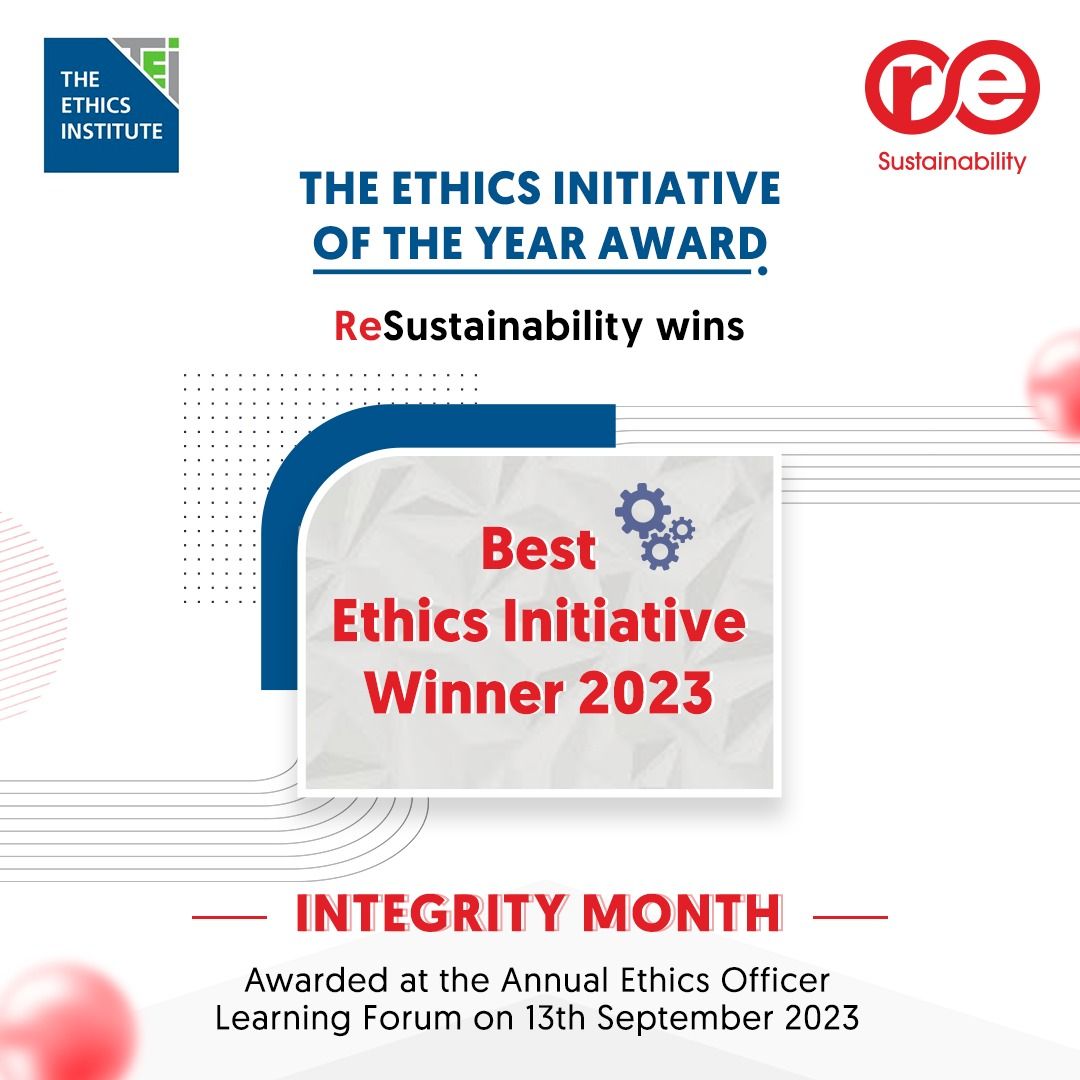 THE
ETHICS
INSTITUTE
TEi
re
Sustainability
THE ETHICS INITIATIVE
OF THE YEAR AWARD
ReSustainability wins
Best
Ethics Initiative
Winner 2023
INTEGRITY MONTH
Awarded at the Annual Ethics Officer
Learning Forum on 13th September 2023